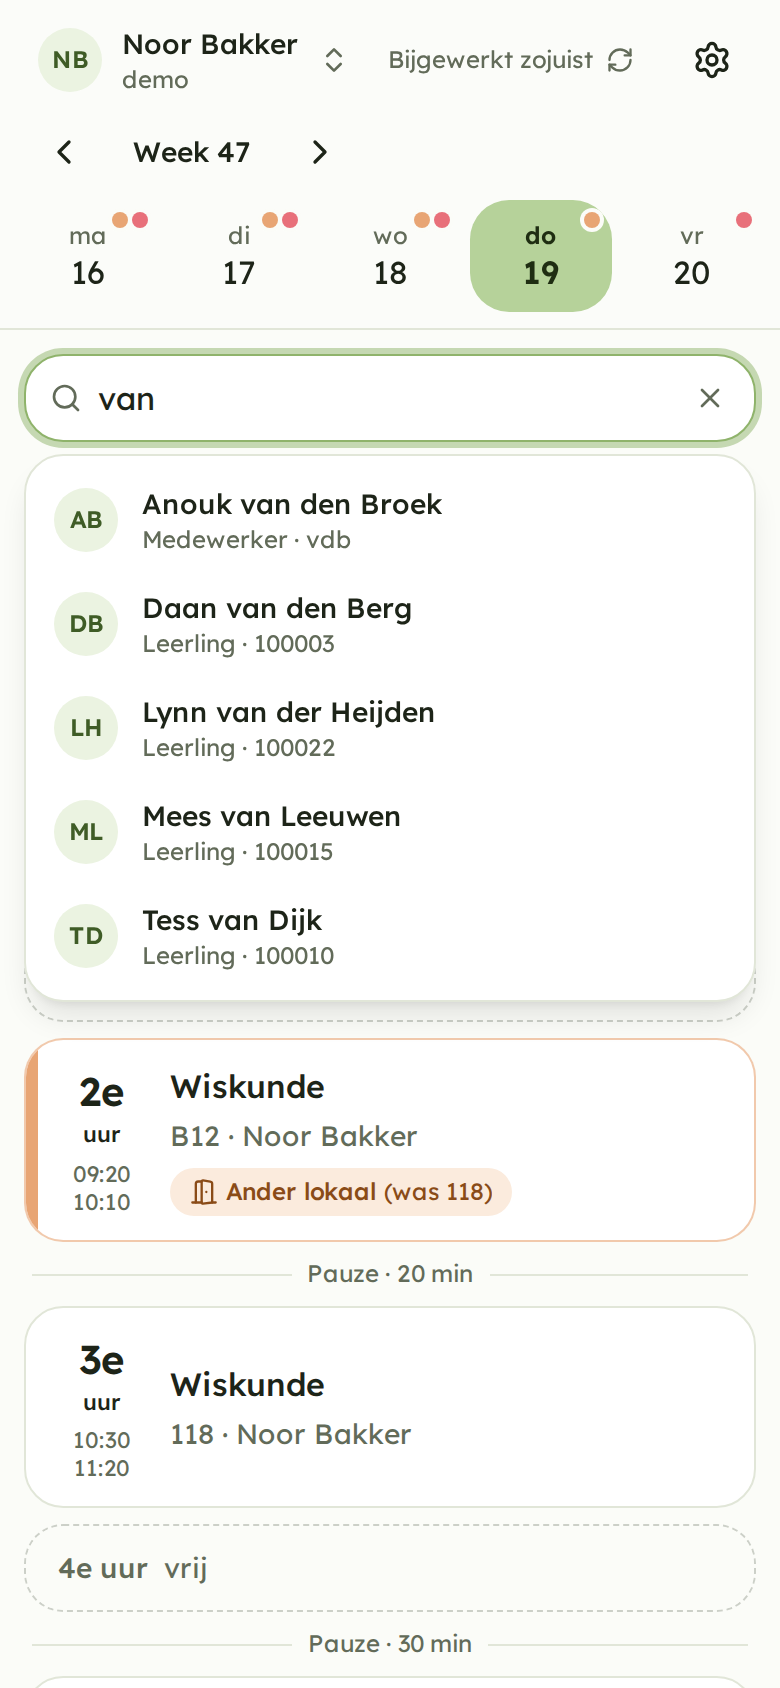 NB
Noor Bakker
demo
Bijgewerkt zojuist
Week 47
ma
16
di
17
wo
18
do
19
vr
20
van
AB
Anouk van den Broek
Medewerker · vdb
DB
Daan van den Berg
Leerling · 100003
LH
Lynn van der Heijden
Leerling · 100022
ML
Mees van Leeuwen
Leerling · 100015
TD
Tess van Dijk
Leerling · 100010
2e
uur
09:20
10:10
Wiskunde
B12 · Noor Bakker
Ander lokaal (was 118)
Pauze · 20 min
3e
uur
10:30
11:20
Wiskunde
118 · Noor Bakker
4e uur vrij
Pauze · 30 min